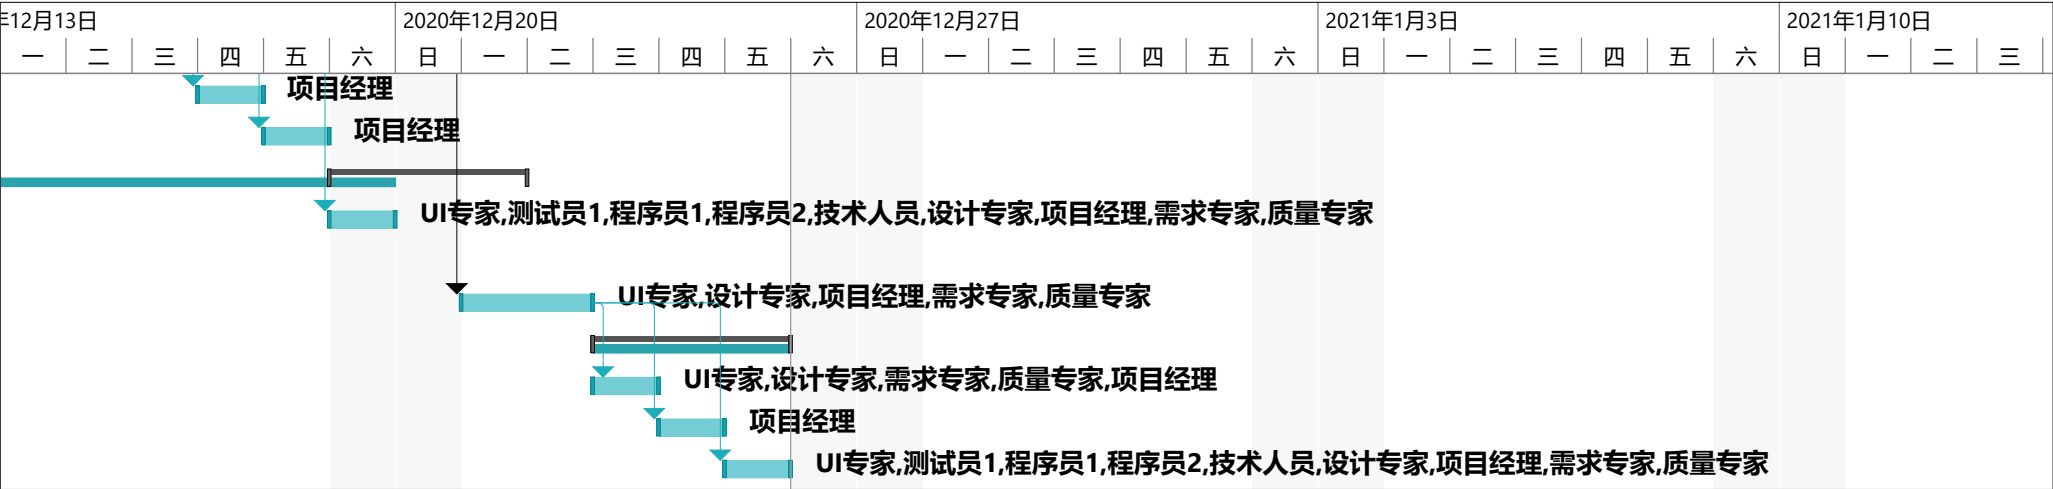 12月13日 2020年12月20日 2020年12月27日 2021年1月3日 2021年1月10日
一 二 三 四 五 六 日 一 二 三 四 五 六 日 一 二 三 四 五 六 日 一 二 三 四 五 六 日 一 二 三
项目经理
项目经理
UI专家,测试员1,程序员1,程序员2,技术人员,设计专家,项目经理,需求专家,质量专家
UI专家,设计专家,项目经理,需求专家,质量专家
UI专家,设计专家,需求专家,质量专家,项目经理
项目经理
UI专家,测试员1,程序员1,程序员2,技术人员,设计专家,项目经理,需求专家,质量专家